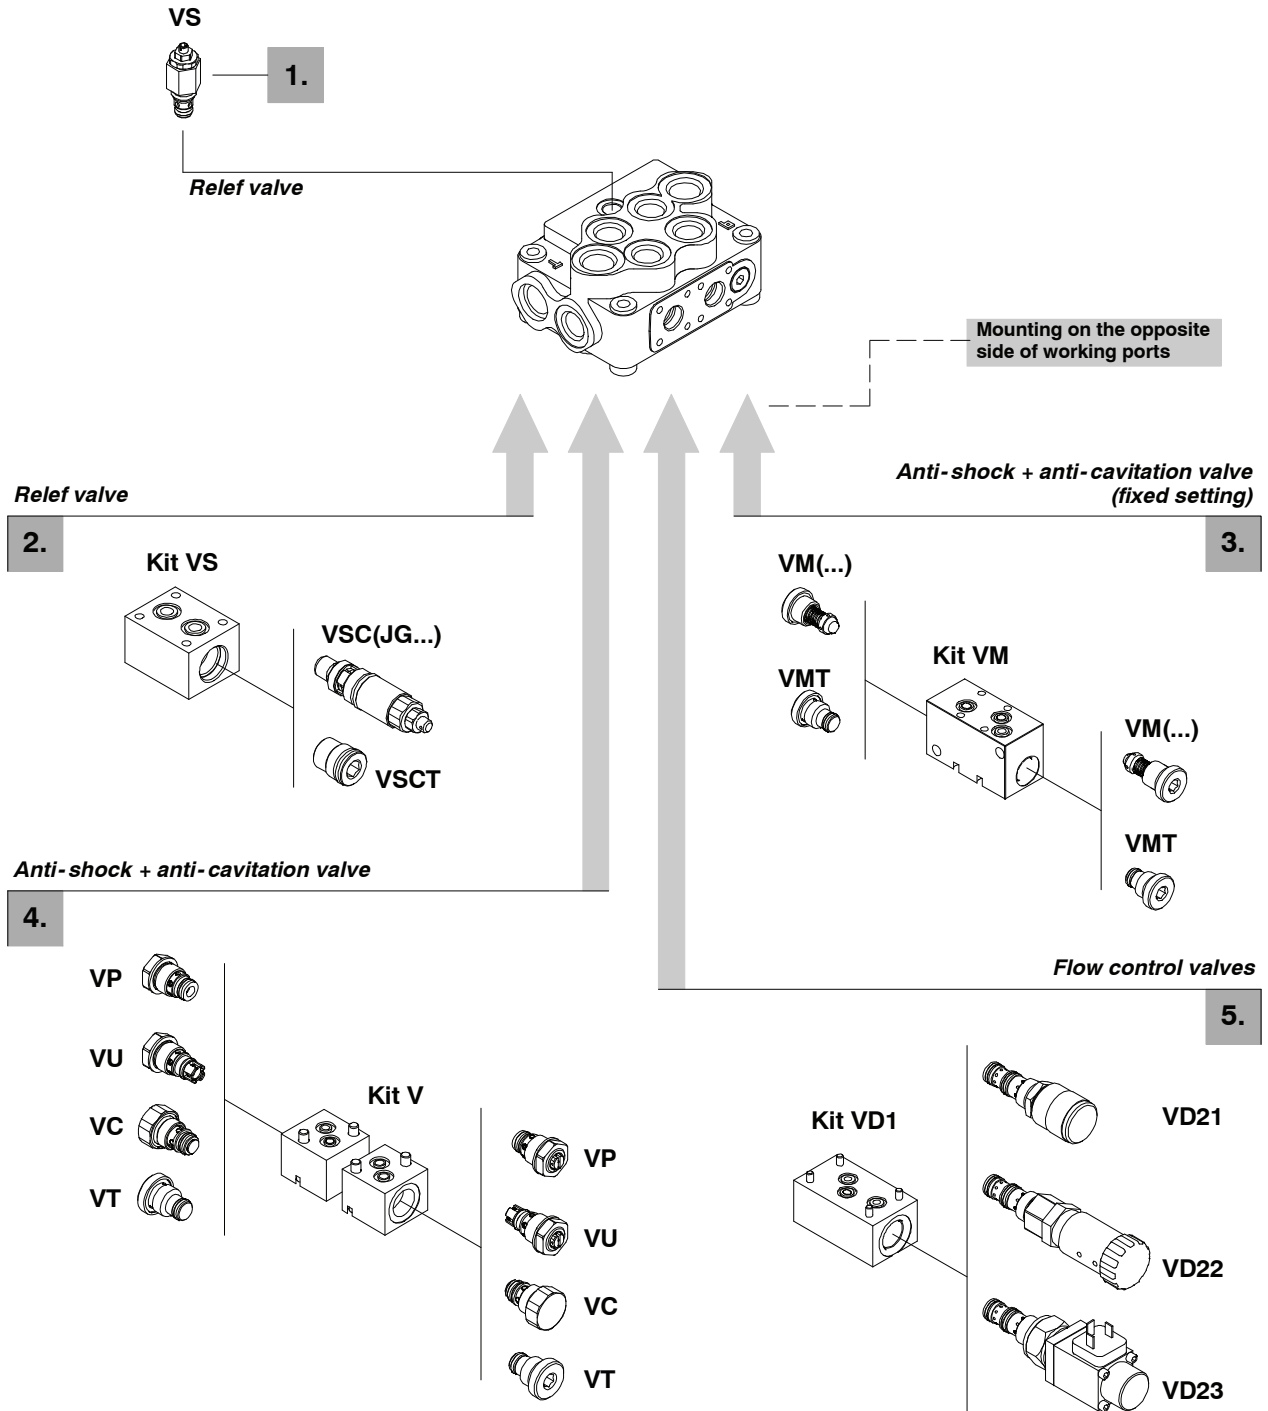 VS
1.
Relef valve
Mounting on the opposite
side of working ports
Relef valve
2.
Kit VS
VSC(JG...)
VSCT
Anti-shock + anti-cavitation valve
(fixed setting)
3.
VM(...)
VMT
Kit VM
VM(...)
VMT
Anti-shock + anti-cavitation valve
4.
VP
VU
VC
VT
Kit V
VP
VU
VC
VT
Flow control valves
5.
Kit VD1
VD21
VD22
VD23